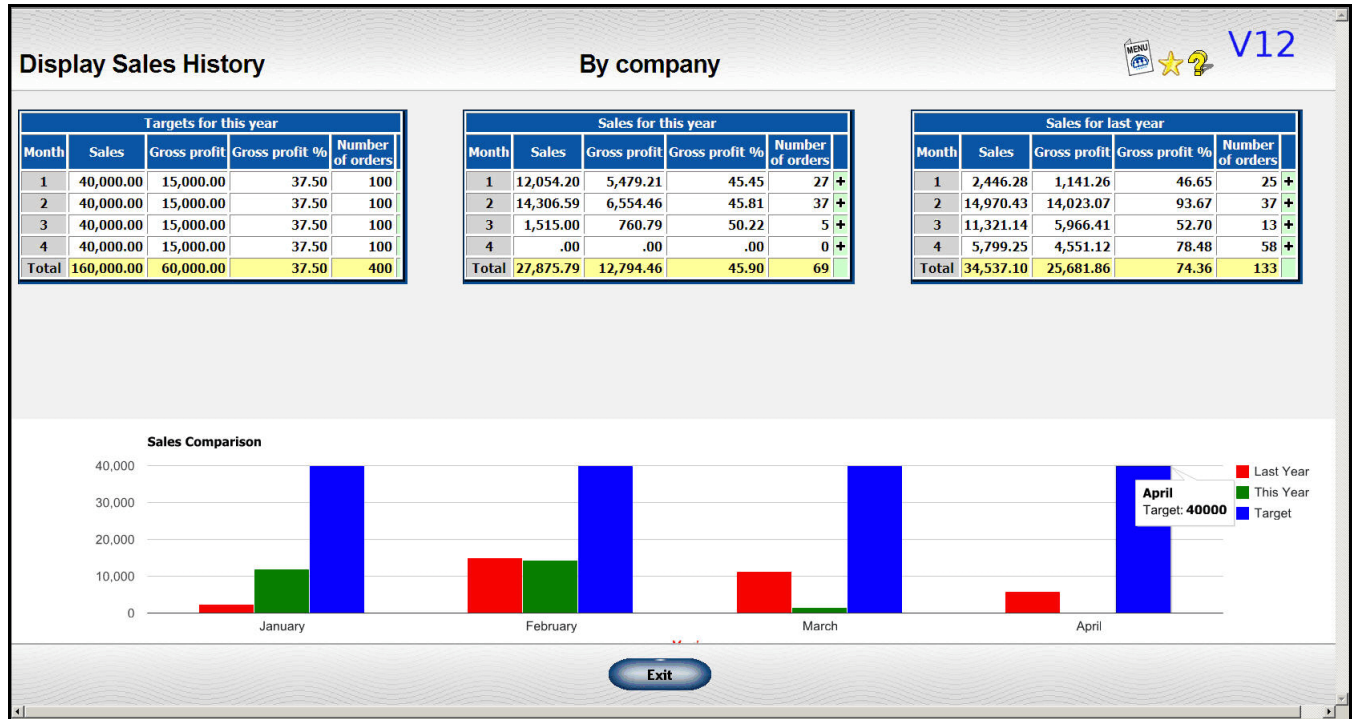 Display Sales History
By company
MENU
V12
Targets for this year
Month Sales Gross profit Gross profit % Number of orders
1 40,000.00 15,000.00 37.50 100
2 40,000.00 15,000.00 37.50 100
3 40,000.00 15,000.00 37.50 100
4 40,000.00 15,000.00 37.50 100
Total 160,000.00 60,000.00 37.50 400
Sales for this year
Month Sales Gross profit Gross profit % Number of orders
1 12,054.20 5,479.21 45.45 27 +
2 14,306.59 6,554.46 45.81 37 +
3 1,515.00 760.79 50.22 5 +
4 .00 .00 .00 0 +
Total 27,875.79 12,794.46 45.90 69
Sales for last year
Month Sales Gross profit Gross profit % Number of orders
1 2,446.28 1,141.26 46.65 25 +
2 14,970.43 14,023.07 93.67 37 +
3 11,321.14 5,966.41 52.70 13 +
4 5,799.25 4,551.12 78.48 58 +
Total 34,537.10 25,681.86 74.36 133
Sales Comparison
40,000
30,000
20,000
10,000
0
January
February
March
April
April
Target: 40000
Last Year
This Year
Target
Exit